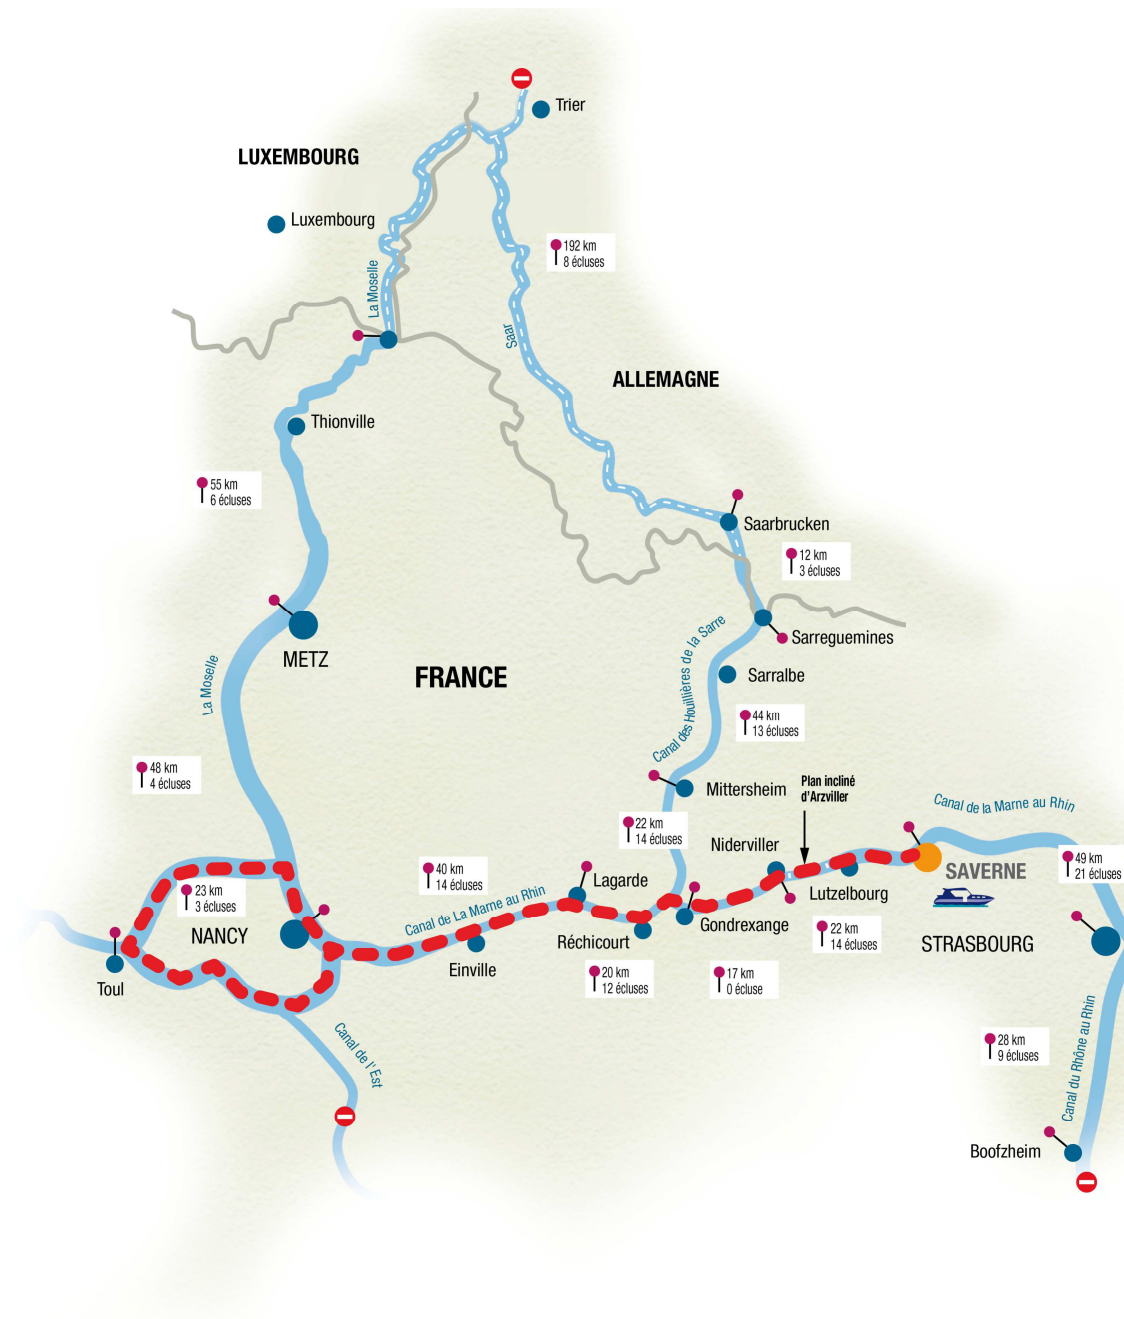 Trier
LUXEMBOURG
Luxembourg
192 km
8 écluses
La Moselle
Saar
ALLEMAGNE
Thionville
55 km
6 écluses
Saarbrucken
12 km
3 écluses
Sarreguemines
METZ
FRANCE
La Moselle
Canal des Houillières de la Sarre
Sarralbe
44 km
13 écluses
48 km
4 écluses
Mittersheim
Plan incliné
d'Arzviller
Canal de la Marne au Rhin
22 km
14 écluses
Niderviller
40 km
14 écluses
Lagarde
Lutzelbourg
SAVERNE
49 km
21 écluses
23 km
3 écluses
Canal de La Marne au Rhin
NANCY
Réchicourt
Gondrexange
22 km
14 écluses
STRASBOURG
Einville
Toul
20 km
12 écluses
17 km
0 écluse
Canal de l' Est
28 km
9 écluses
Canal du Rhône au Rhin
Boofzheim